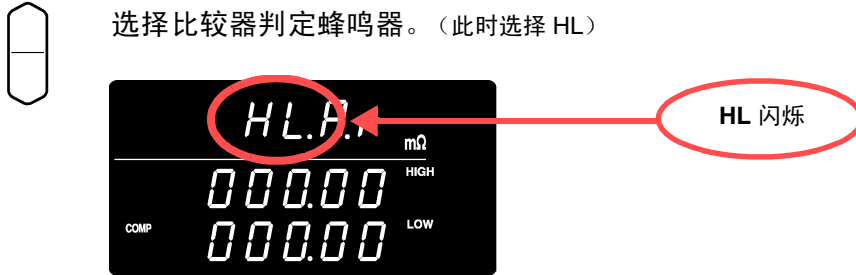 选择比较器判定蜂鸣器。（此时选择 HL）
HL.
mΩ
HL 闪烁
000.00 HIGH
COMP 000.00 LOW